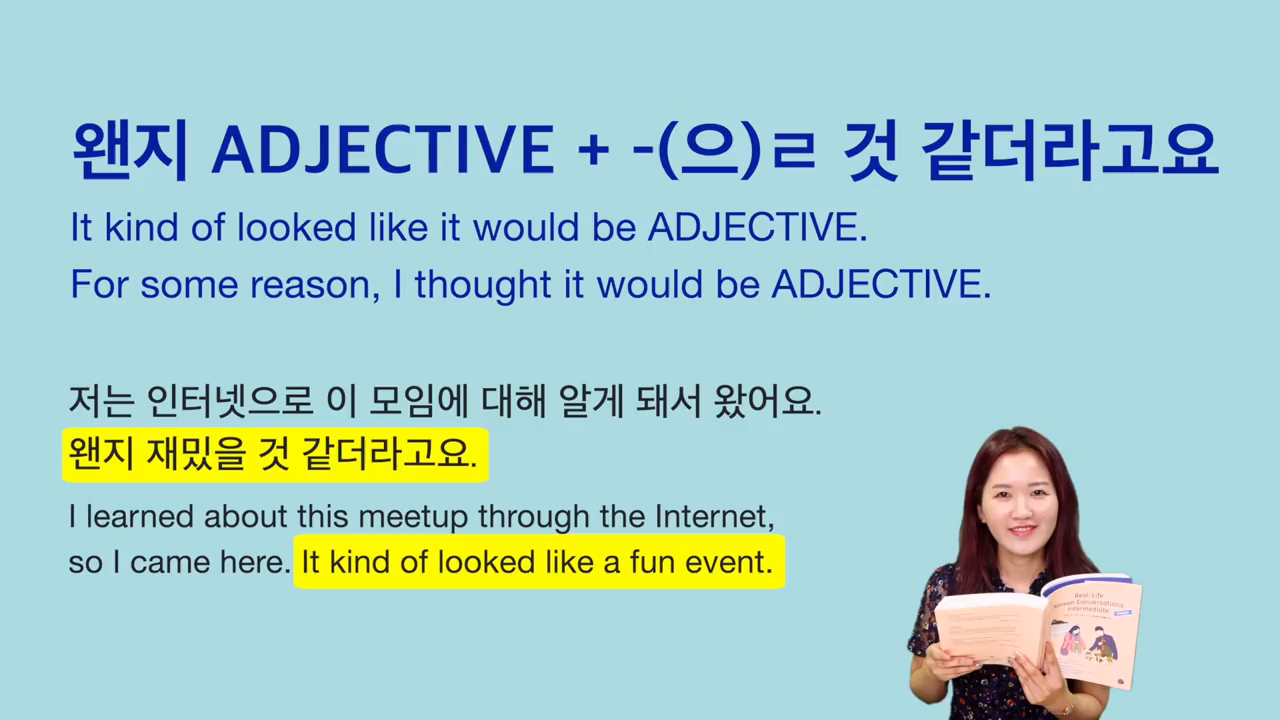 왠지 ADJECTIVE + -(으)ㄹ 것 같더라고요
It kind of looked like it would be ADJECTIVE.
For some reason, I thought it would be ADJECTIVE.
저는 인터넷으로 이 모임에 대해 알게 돼서 왔어요.
왠지 재밌을 것 같더라고요.
I learned about this meetup through the Internet,
so I came here. It kind of looked like a fun event.
Real-Life
Korean Conversations
Intermediate